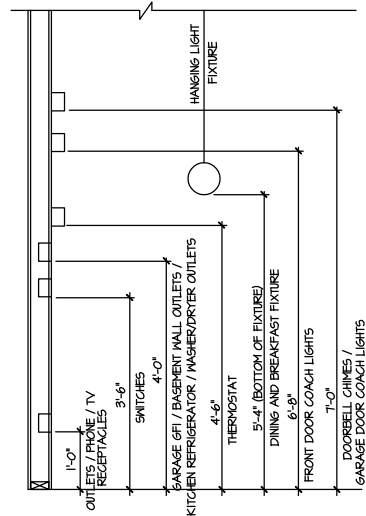 HANGING LIGHT
FIXTURE
1'-0"
OUTLETS / PHONE / TV
RECEPTACLES
3'-6"
SWITCHES
4'-0"
GARAGE GFI / BASEMENT WALL OUTLETS /
KITCHEN REFRIGERATOR / WASHER/DRYER OUTLETS
4'-6"
THERMOSTAT
5'-4" (BOTTOM OF FIXTURE)
DINING AND BREAKFAST FIXTURE
6'-8"
FRONT DOOR COACH LIGHTS
7'-0"
DOORBELL CHIMES /
GARAGE DOOR COACH LIGHTS